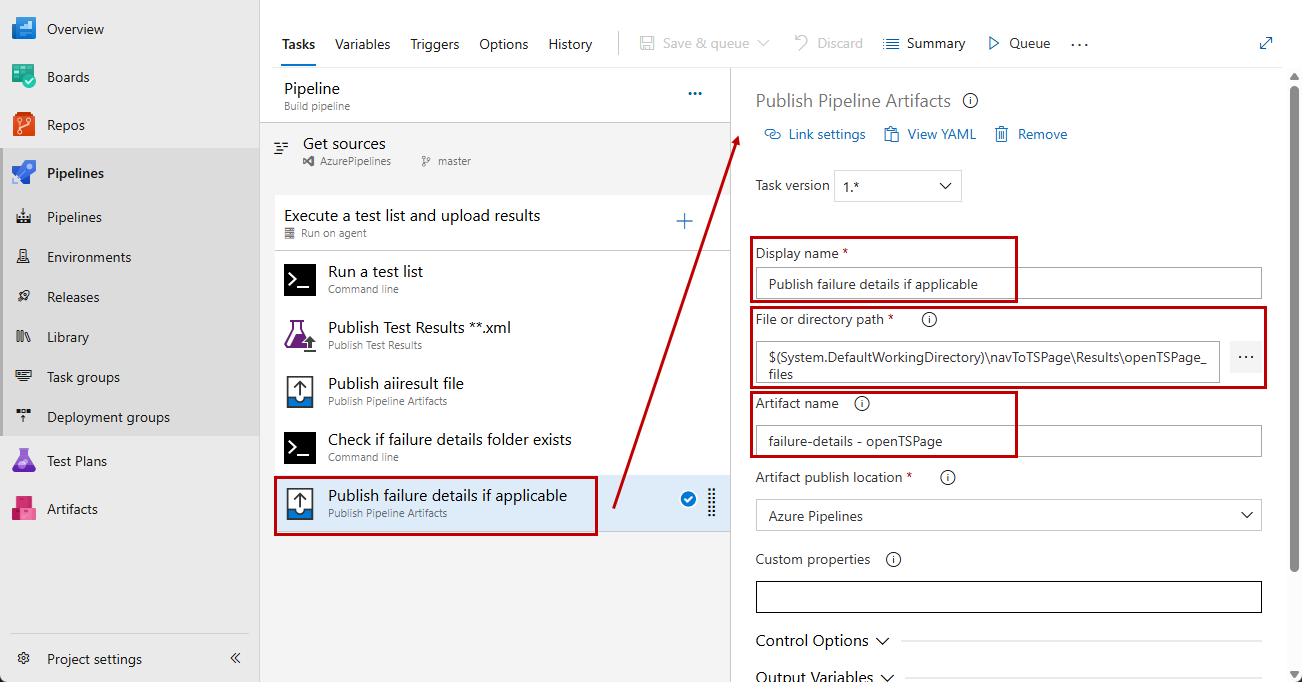 Overview
Boards
Repos
Pipelines
Pipelines
Environments
Releases
Library
Task groups
Deployment groups
Test Plans
Artifacts
Project settings
Tasks
Variables
Triggers
Options
History
Save & queue
Discard
Summary
Queue
...
Pipeline
Build pipeline
...
Get sources
AzurePipelines
master
Execute a test list and upload results
Run on agent
Run a test list
Command line
Publish Test Results **.xml
Publish Test Results
Publish aiiresult file
Publish Pipeline Artifacts
Check if failure details folder exists
Command line
Publish failure details if applicable
Publish Pipeline Artifacts
Publish Pipeline Artifacts
Link settings
View YAML
Remove
Task version
1.*
Display name *
Publish failure details if applicable
File or directory path *
$(System.DefaultWorkingDirectory)\navToTSPage\Results\openTSPage_
files
...
Artifact name
failure-details - openTSPage
Artifact publish location *
Azure Pipelines
Custom properties
Control Options
Output Variables